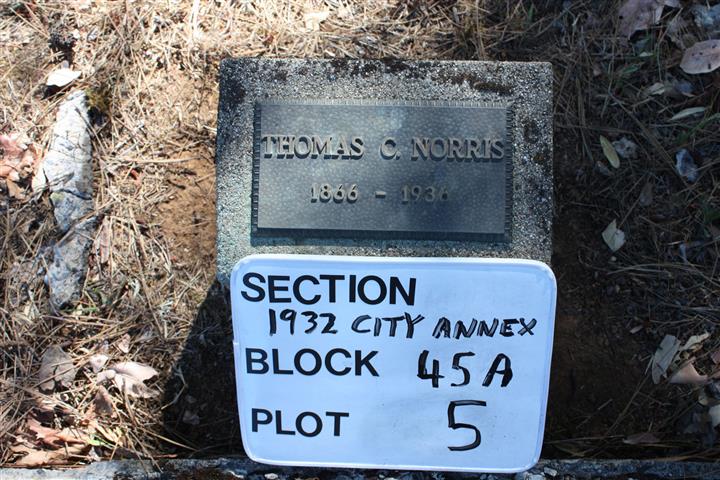 THOMAS C. NORRIS
1866 - 1936
SECTION
1932 CITY ANNEX
BLOCK 45A
PLOT 5